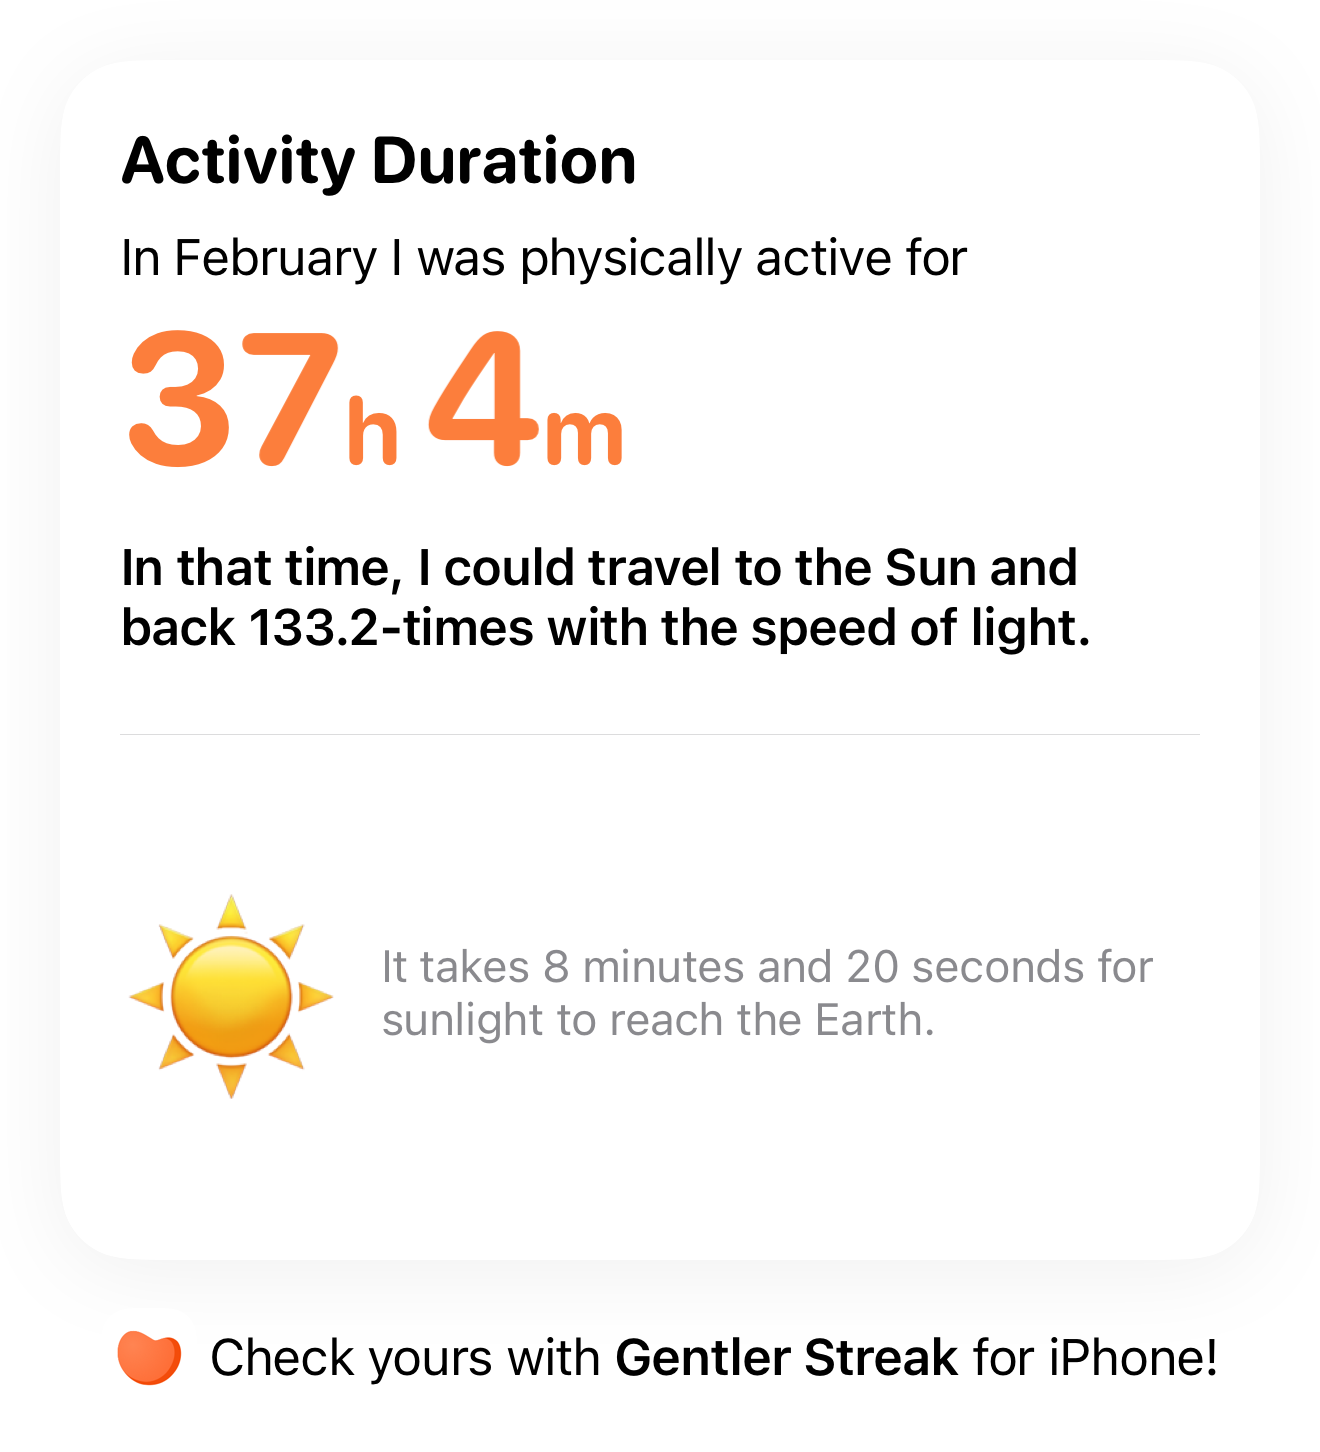 Activity Duration
In February I was physically active for
37h 4m
In that time, I could travel to the Sun and
back 133.2-times with the speed of light.
It takes 8 minutes and 20 seconds for
sunlight to reach the Earth.
Check yours with Gentler Streak for iPhone!